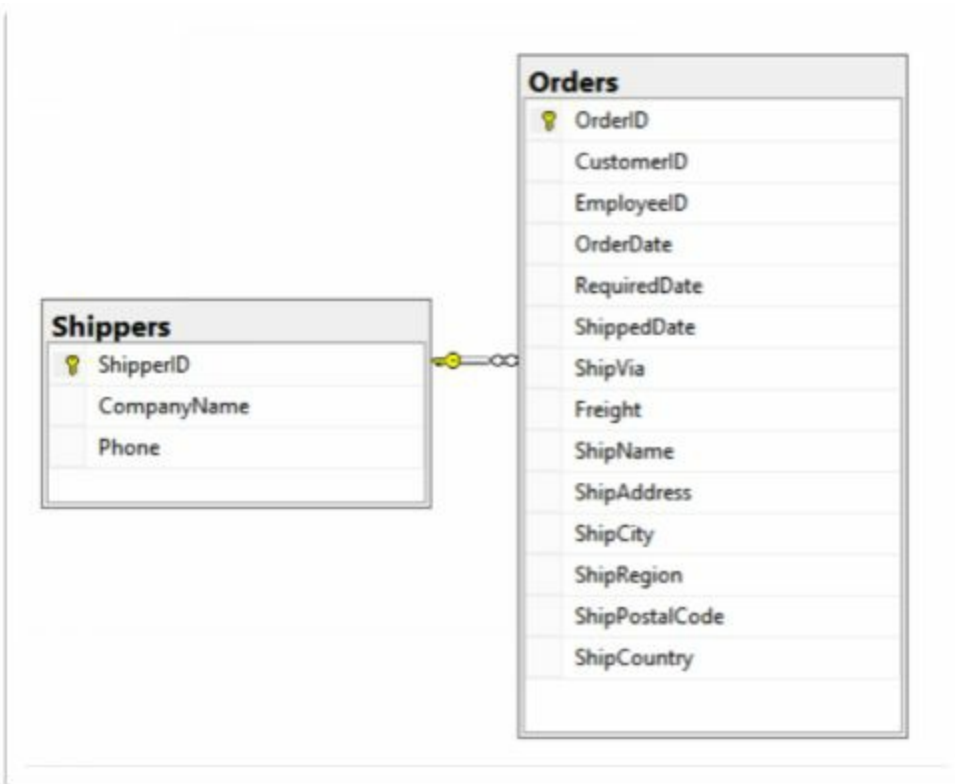 Shippers
ShipperID
CompanyName
Phone
Orders
OrderID
CustomerID
EmployeeID
OrderDate
RequiredDate
ShippedDate
ShipVia
Freight
ShipName
ShipAddress
ShipCity
ShipRegion
ShipPostalCode
ShipCountry